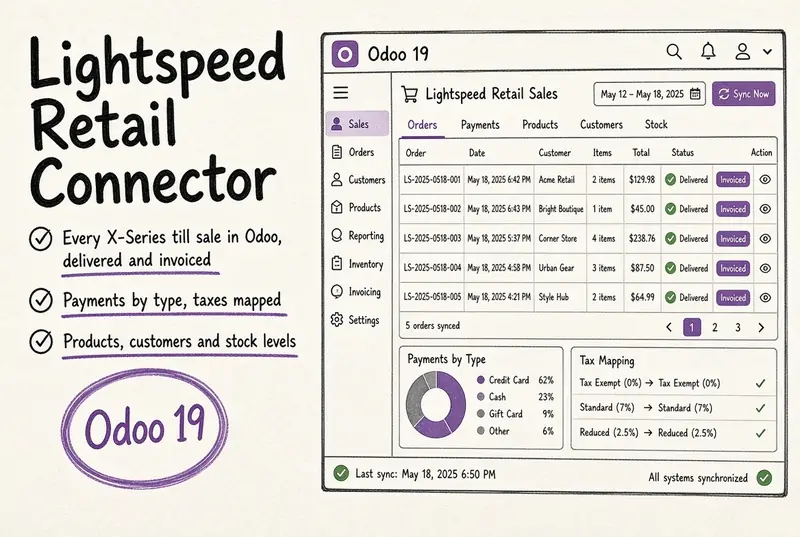 Lightspeed
Retail
Connector
Every X-Series till sale in Odoo,
delivered and invoiced
Payments by type, taxes mapped
Products, customers and stock levels
Odoo 19
Odoo 19
Sales
Orders
Customers
Products
Reporting
Inventory
Invoicing
Settings
Lightspeed Retail Sales
May 12 – May 18, 2025
Sync Now
Orders Payments Products Customers Stock
Order Date Customer Items Total Status Action
LS-2025-0518-001 May 18, 2025 6:42 PM Acme Retail 2 items $129.98 Delivered Invoiced
LS-2025-0518-002 May 18, 2025 6:43 PM Bright Boutique 1 item $45.00 Delivered Invoiced
LS-2025-0518-003 May 18, 2025 5:37 PM Corner Store 4 items $238.76 Delivered Invoiced
LS-2025-0518-004 May 18, 2025 4:58 PM Urban Gear 3 items $87.50 Delivered Invoiced
LS-2025-0518-005 May 18, 2025 4:21 PM Style Hub 2 items $64.99 Delivered Invoiced
5 orders synced
1 2 3
Payments by Type
Credit Card 62%
Cash 23%
Gift Card 9%
Other 6%
Tax Mapping
Tax Exempt (0%) → Tax Exempt (0%)
Standard (7%) → Standard (7%)
Reduced (2.5%) → Reduced (2.5%)
Last sync: May 18, 2025 6:50 PM
All systems synchronized